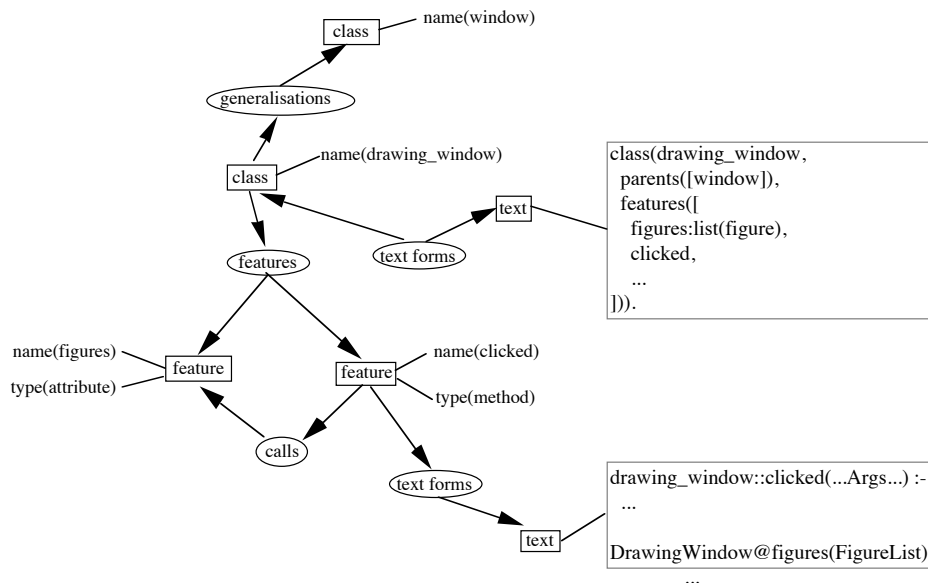 name(window)
class
generalisations
name(drawing_window)
class
text
text forms
class(drawing_window,
parents([window]),
features([
figures:list(figure),
clicked,
...
])).
features
name(figures)
type(attribute)
feature
feature
name(clicked)
type(method)
calls
text forms
text
drawing_window::clicked(...Args...) :-
...
DrawingWindow@figures(FigureList)
...